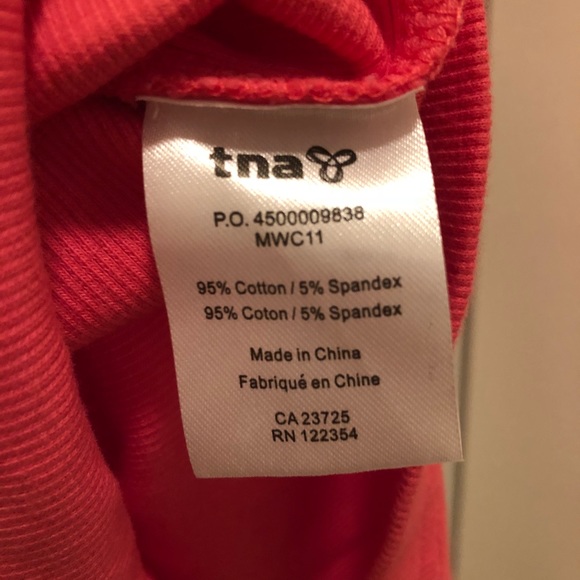 tna
P.O. 4500009838
MWC11
95% Cotton / 5% Spandex
95% Coton / 5% Spandex
Made in China
Fabriqué en Chine
CA 23725
RN 122354